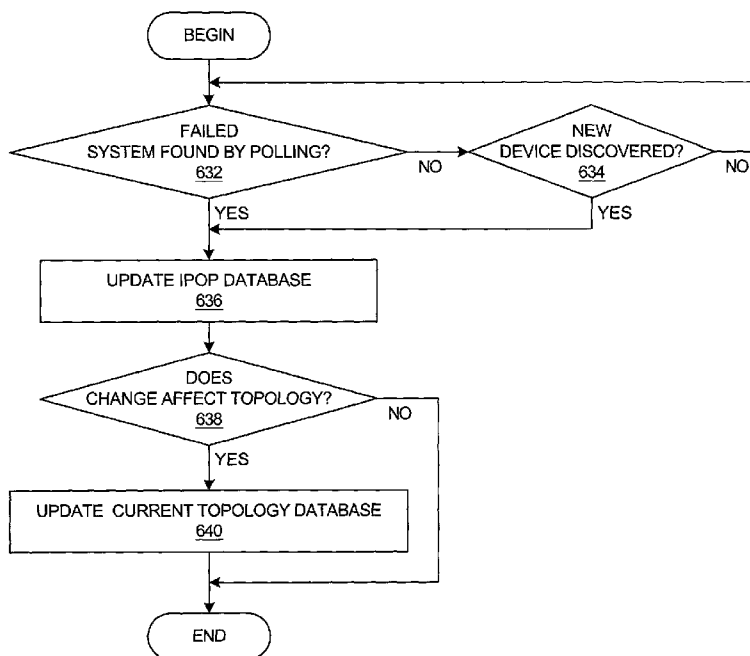 BEGIN
FAILED
SYSTEM FOUND BY POLLING?
632
NO
YES
NEW
DEVICE DISCOVERED?
634
NO
YES
UPDATE IPOP DATABASE
636
DOES
CHANGE AFFECT TOPOLOGY?
638
NO
YES
UPDATE CURRENT TOPOLOGY DATABASE
640
END